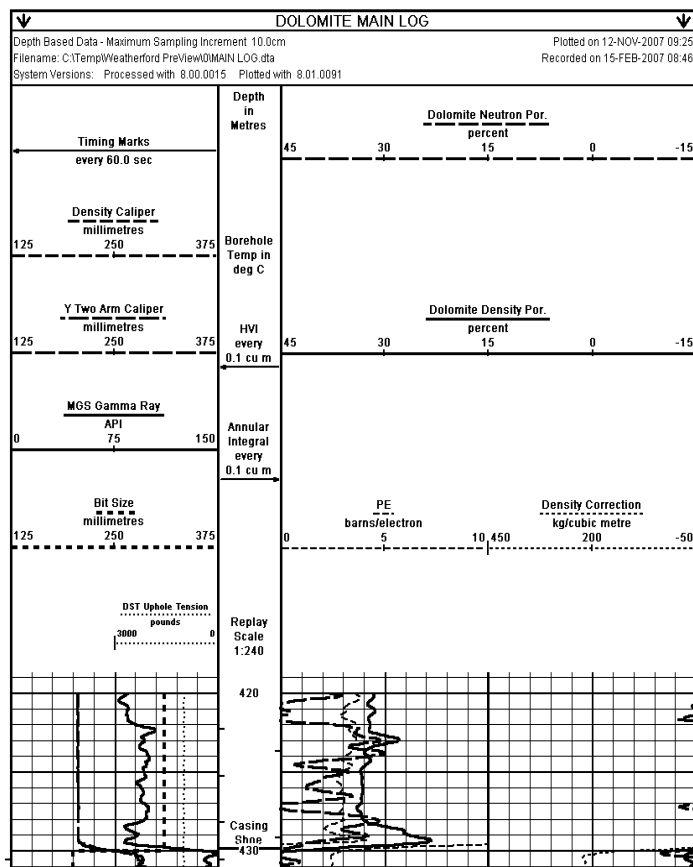 DOLOMITE MAIN LOG
Depth Based Data - Maximum Sampling Increment 10.0cm
Plotted on 12-NOV-2007 09:25
Filename: C:\Temp\Weatherford PreView\0\MAIN LOG.dta
Recorded on 15-FEB-2007 08:46
System Versions: Processed with 8.00.0015 Plotted with 8.01.0091
Depth
in
Metres
Timing Marks
every 60.0 sec
Dolomite Neutron Por.
percent
45 30 15 0 -15
Density Caliper
millimetres
125 250 375
Borehole
Temp in
deg C
Y Two Arm Caliper
millimetres
125 250 375
HVI
every
0.1 cu m
Dolomite Density Por.
percent
45 30 15 0 -15
MGS Gamma Ray
API
0 75 150
Annular
Integral
every
0.1 cu m
Bit Size
millimetres
125 250 375
PE
barns/electron
0 5 10
Density Correction
kg/cubic metre
450 200 -50
DST Uphole Tension
pounds
3000 0
Replay
Scale
1:240
420
Casing
Shoe
430